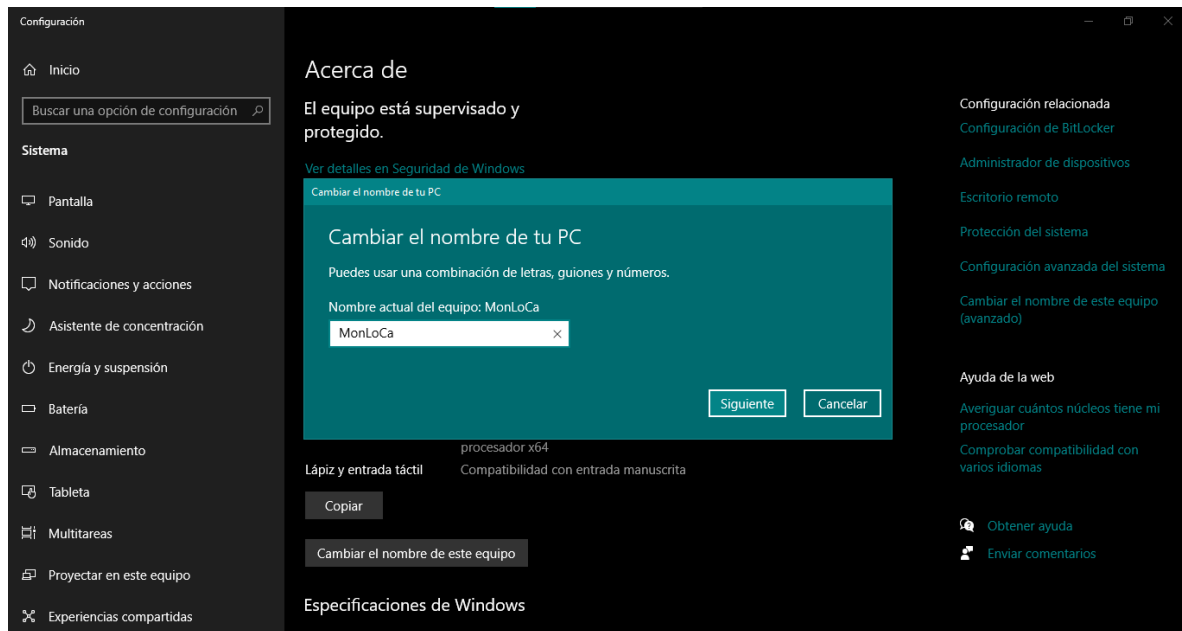 Configuración
Inicio
Buscar una opción de configuración
Sistema
Pantalla
Sonido
Notificaciones y acciones
Asistente de concentración
Energía y suspensión
Batería
Almacenamiento
Tableta
Multitareas
Proyectar en este equipo
Experiencias compartidas
Acerca de
El equipo está supervisado y
protegido.
Ver detalles en Seguridad de Windows
Cambiar el nombre de tu PC
Cambiar el nombre de tu PC
Puedes usar una combinación de letras, guiones y números.
Nombre actual del equipo: MonLoCa
MonLoCa
Siguiente
Cancelar
procesador x64
Lápiz y entrada táctil
Compatibilidad con entrada manuscrita
Copiar
Cambiar el nombre de este equipo
Especificaciones de Windows
Configuración relacionada
Configuración de BitLocker
Administrador de dispositivos
Escritorio remoto
Protección del sistema
Configuración avanzada del sistema
Cambiar el nombre de este equipo
(avanzado)
Ayuda de la web
Averiguar cuántos núcleos tiene mi
procesador
Comprobar compatibilidad con
varios idiomas
Obtener ayuda
Enviar comentarios